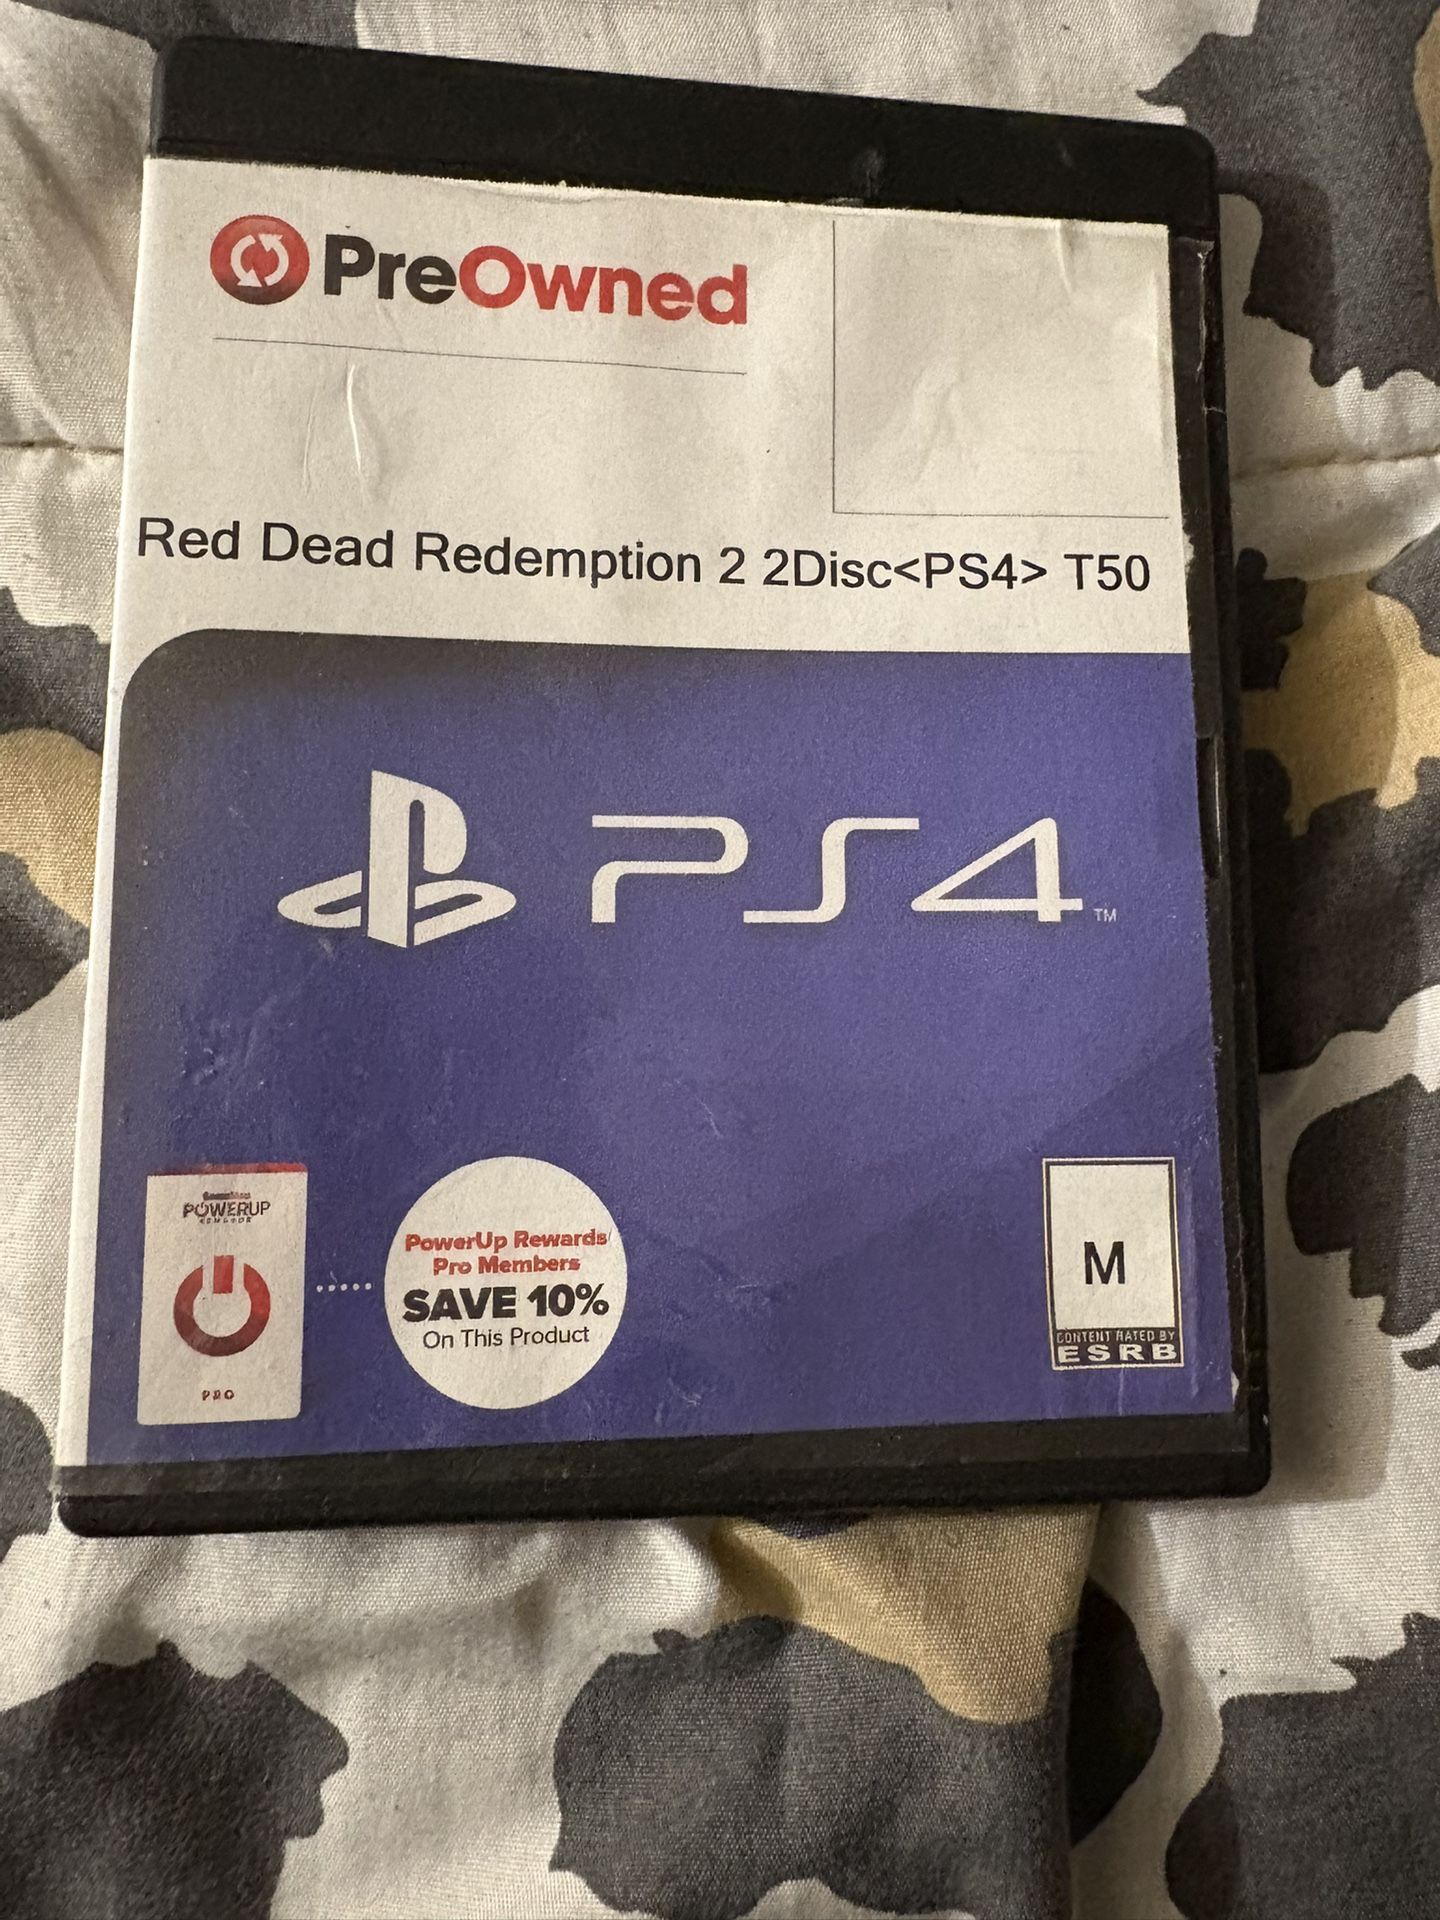 PreOwned
Red Dead Redemption 2 2Disc<PS4> T50
PS4™
POWERUP
PRO
PowerUp Rewards
Pro Members
SAVE 10%
On This Product
M
CONTENT RATED BY
ESRB